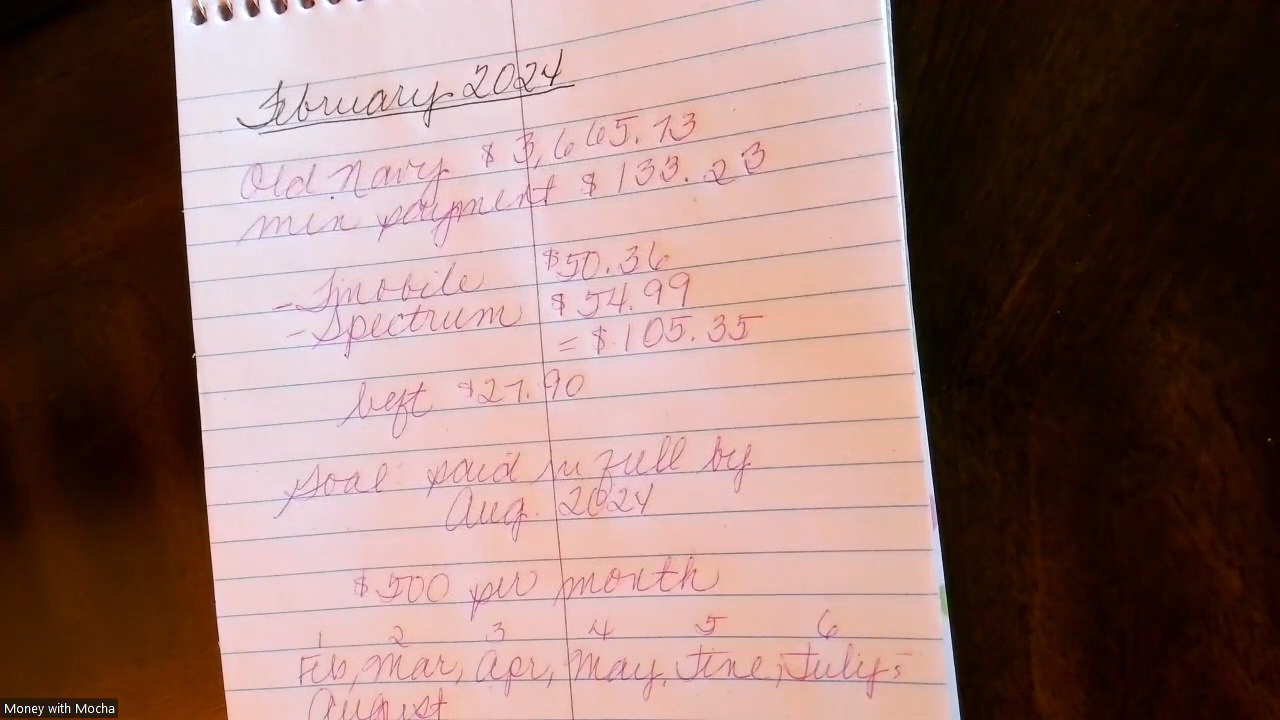 February 2024
Old Navy $3,665.73
min payment $133.23
- Tmobile $50.36
- Spectrum $54.99
= $105.35
left $27.90
Goal: paid in full by
Aug. 2024
$500 per month
1 2 3 4 5 6
Feb, Mar, Apr, May, June, July,
August
Money with Mocha